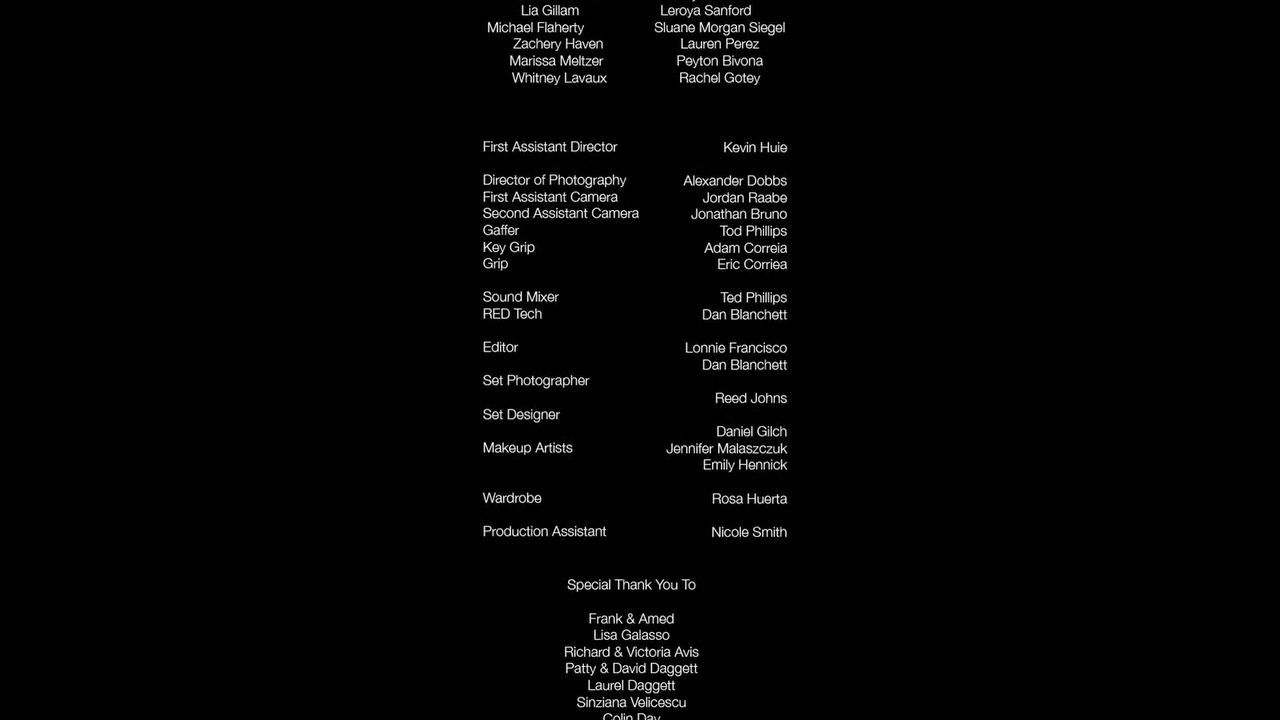 Lia Gillam Leroya Sanford
Michael Flaherty Sluane Morgan Siegel
Zachery Haven Lauren Perez
Marissa Meltzer Peyton Bivona
Whitney Lavaux Rachel Gotey
First Assistant Director Kevin Huie
Director of Photography Alexander Dobbs
First Assistant Camera Jordan Raabe
Second Assistant Camera Jonathan Bruno
Gaffer Tod Phillips
Key Grip Adam Correia
Grip Eric Corriea
Sound Mixer Ted Phillips
RED Tech Dan Blanchett
Editor Lonnie Francisco
Dan Blanchett
Set Photographer
Reed Johns
Set Designer
Daniel Gilch
Makeup Artists Jennifer Malaszczuk
Emily Hennick
Wardrobe Rosa Huerta
Production Assistant Nicole Smith
Special Thank You To
Frank & Amed
Lisa Galasso
Richard & Victoria Avis
Patty & David Daggett
Laurel Daggett
Sinziana Velicescu
Colin Day